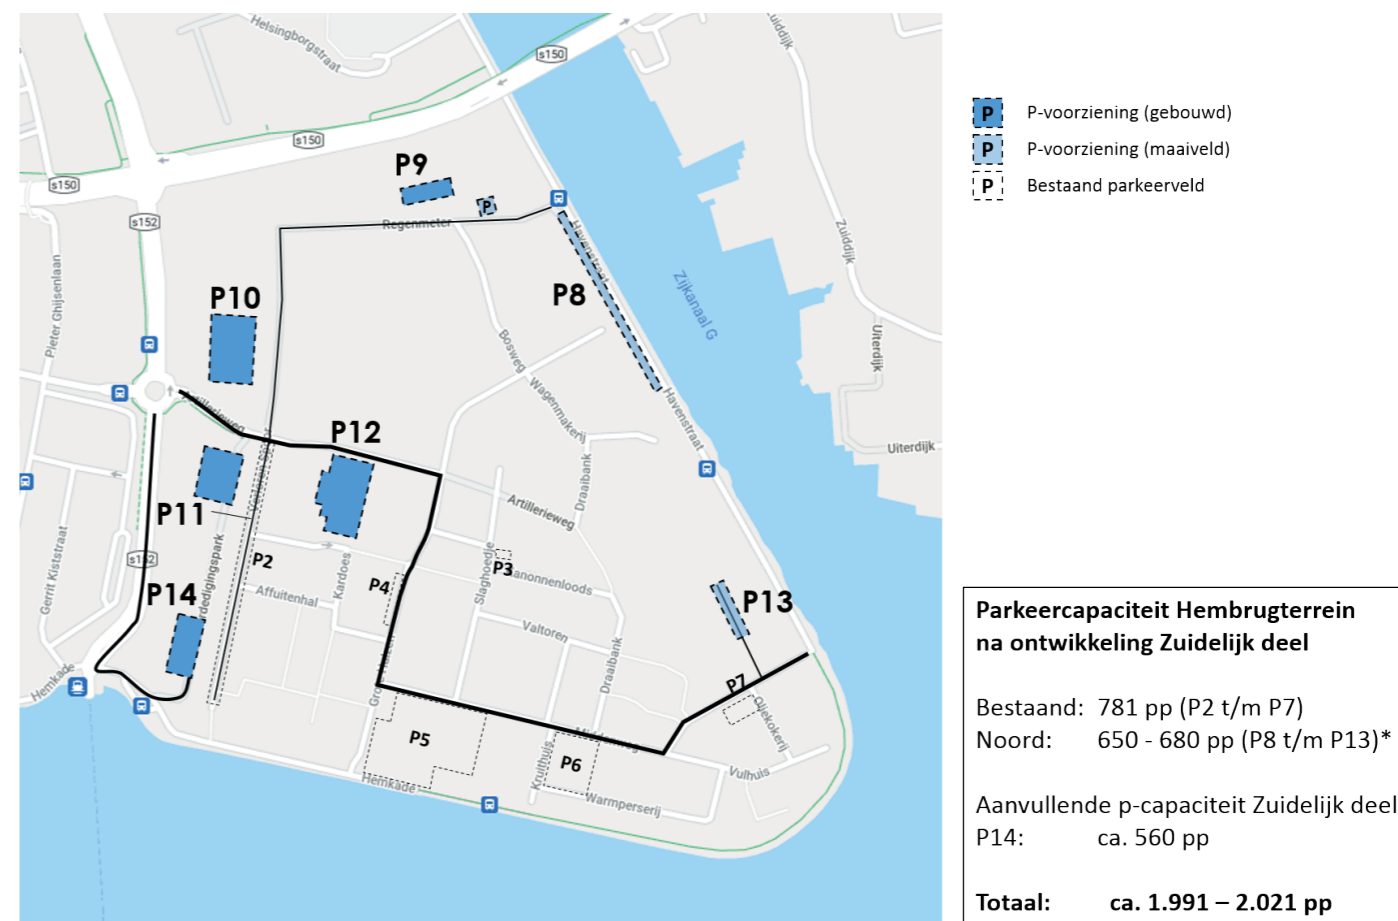 Helsingborgstraat
s150
Zuiddijk
s150
s150
P9
P
Regenmeter
s152
Havenstraat
Zuiddijk
Pieter Ghijsenlaan
P10
P8
Zijkanaal G
Uiterdijk
Bosweg
Wagenmakerij
Havenstraat
Artillerieweg
P12
Uiterdijk
Draaibank
P11
Artillerieweg
s152
Gerrit Kiststraat
P2
Kardoes
P4
Slaghoedje
P3
Affuitenhal
P14
Valtoren
Draaibank
P13
Hemkade
P7
Oliekokerij
P5
P6
Kruithuis
Vulhuis
Hemkade
Warmperserij
P P-voorziening (gebouwd)
P P-voorziening (maaiveld)
P Bestaand parkeerveld
Parkeercapaciteit Hembrugterrein
na ontwikkeling Zuidelijk deel
Bestaand: 781 pp (P2 t/m P7)
Noord: 650 - 680 pp (P8 t/m P13)*
Aanvullende p-capaciteit Zuidelijk deel
P14: ca. 560 pp
Totaal: ca. 1.991 – 2.021 pp